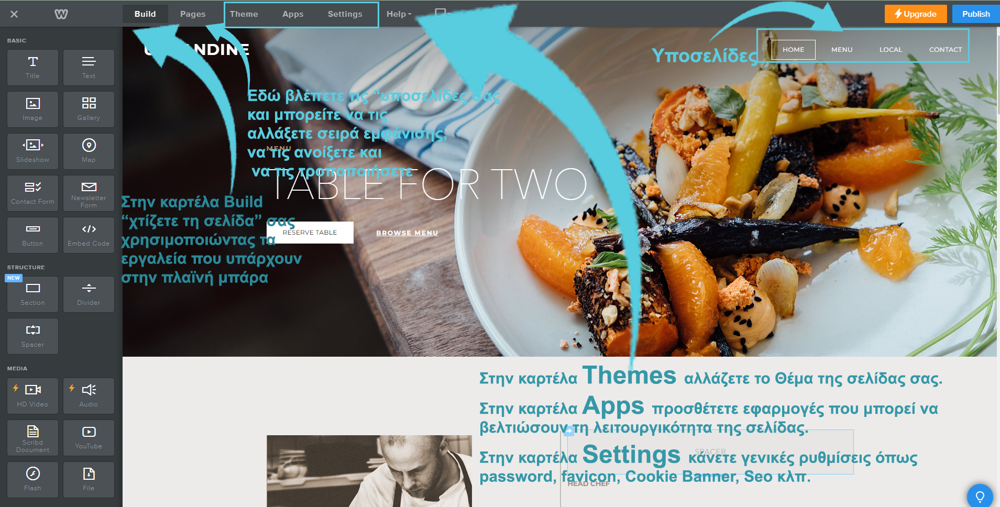 Build
Pages
Theme
Apps
Settings
Help
Upgrade
Publish
BASIC
Title
Text
Image
Gallery
Slideshow
Map
Contact Form
Newsletter
Form
Button
Embed Code
STRUCTURE
NEW
Section
Divider
Spacer
MEDIA
HD Video
Audio
Scribd
Document
YouTube
Flash
File
Υποσελίδες
HOME
MENU
LOCAL
CONTACT
Εδώ βλέπετε τις “υποσελίδες σας
και μπορείτε να τις
αλλάξετε σειρά εμφάνισης,
να τις ανοίξετε και
να τις τροποποιήσετε
MENU
TABLE FOR TWO
RESERVE TABLE
BROWSE MENU
Στην καρτέλα Build
“χτίζετε τη σελίδα” σας
χρησιμοποιώντας τα
εργαλεία που υπάρχουν
στην πλαϊνή μπάρα
Στην καρτέλα Themes αλλάζετε το Θέμα της σελίδας σας.
Στην καρτέλα Apps προσθέτετε εφαρμογές που μπορεί να
βελτιώσουν τη λειτουργικότητα της σελίδας.
Στην καρτέλα Settings κάνετε γενικές ρυθμίσεις όπως
password, favicon, Cookie Banner, Seo κλπ.
SPACER
HEAD CHEF